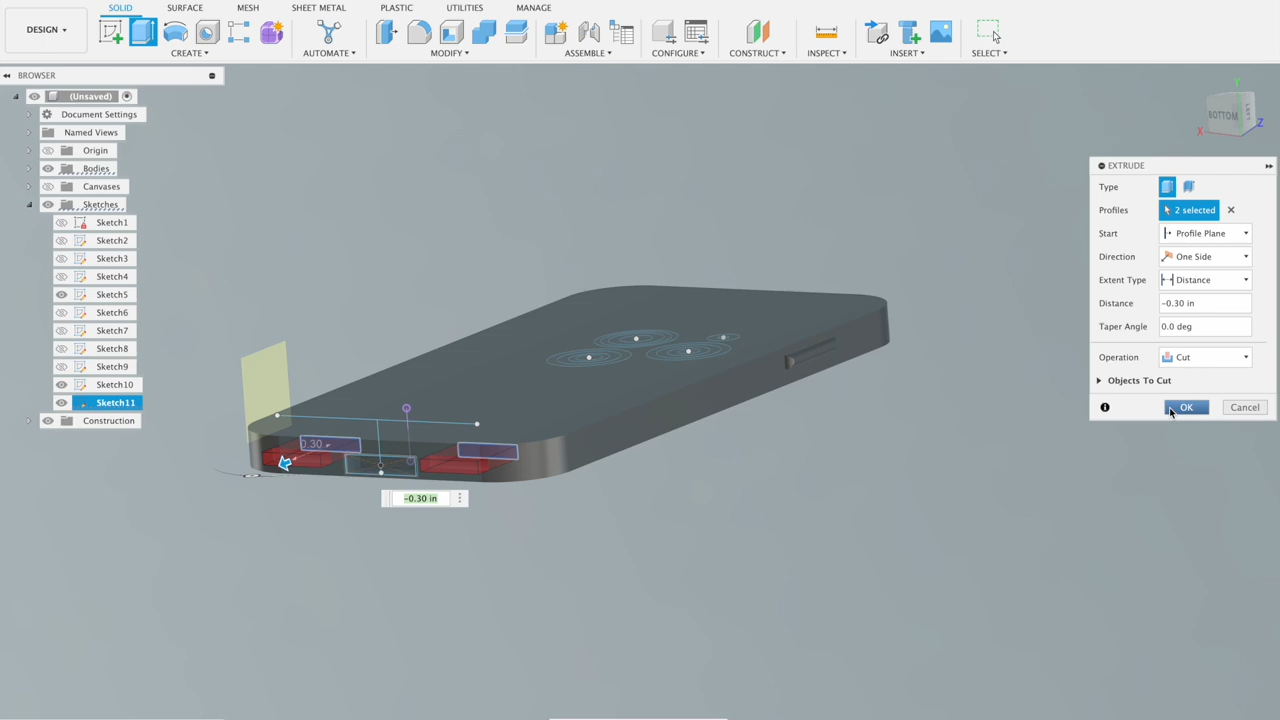 SOLID SURFACE MESH SHEET METAL PLASTIC UTILITIES MANAGE
DESIGN
CREATE AUTOMATE MODIFY ASSEMBLE CONFIGURE CONSTRUCT INSPECT INSERT SELECT
BROWSER
(Unsaved)
Document Settings
Named Views
Origin
Bodies
Canvases
Sketches
Sketch1
Sketch2
Sketch3
Sketch4
Sketch5
Sketch6
Sketch7
Sketch8
Sketch9
Sketch10
Sketch11
Construction
Y
BOTTOM LEFT
X Z
EXTRUDE
Type
Profiles 2 selected
Start Profile Plane
Direction One Side
Extent Type Distance
Distance -0.30 in
Taper Angle 0.0 deg
Operation Cut
Objects To Cut
OK Cancel
0.30
-0.30 in